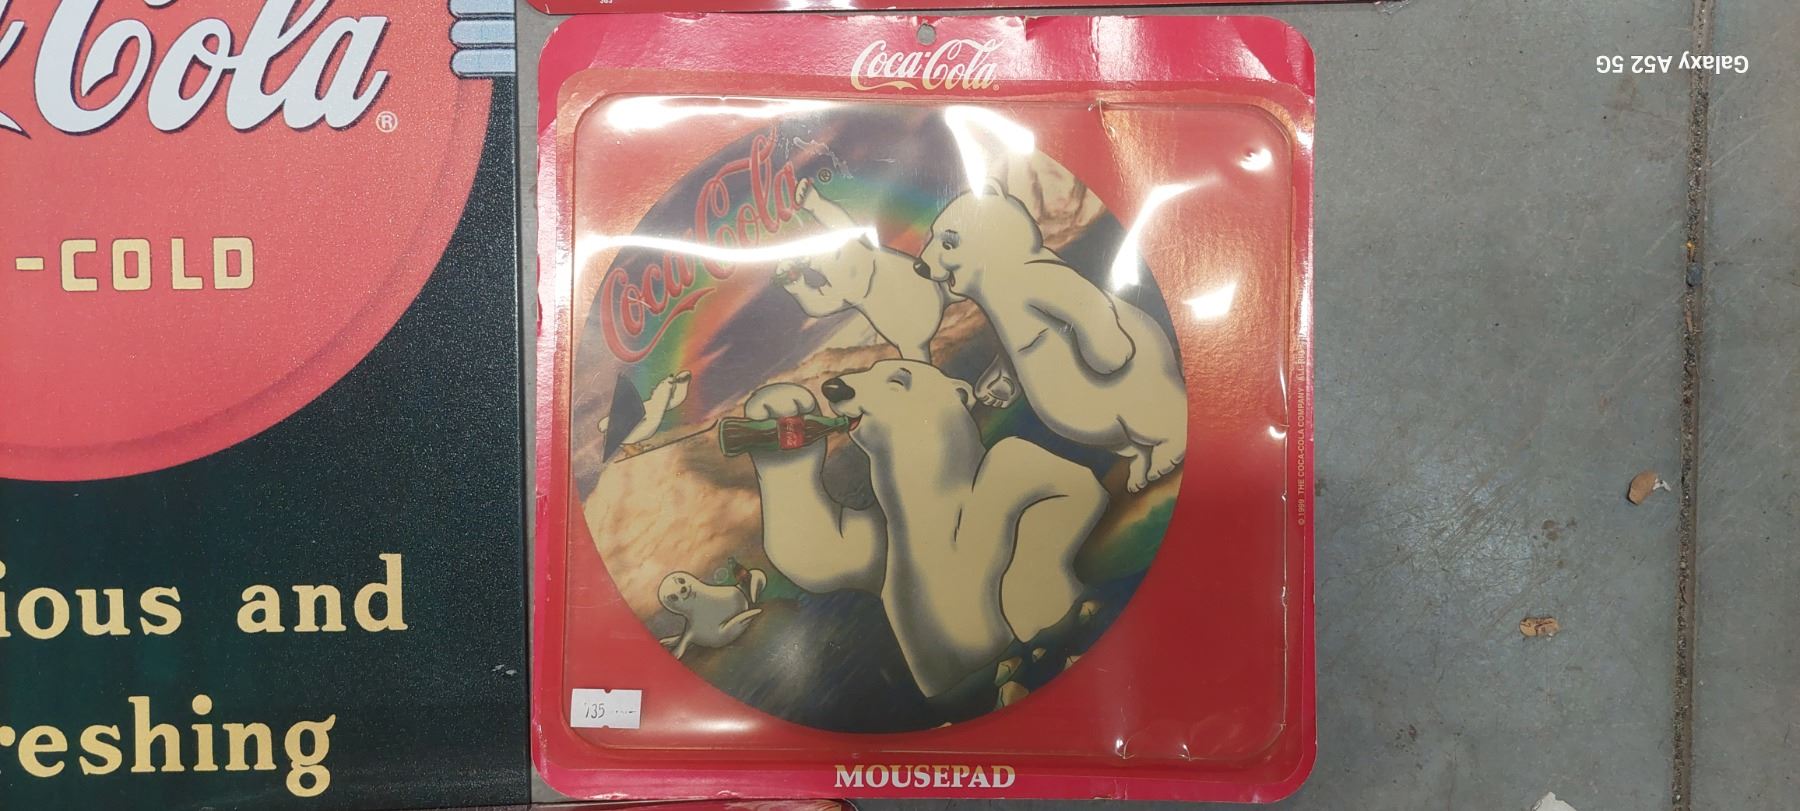 Cola®
-COLD
ious and
reshing
363
Coca-Cola®
Coca-Cola®
© 1999 THE COCA-COLA COMPANY
735
MOUSEPAD
Galaxy A52 5G